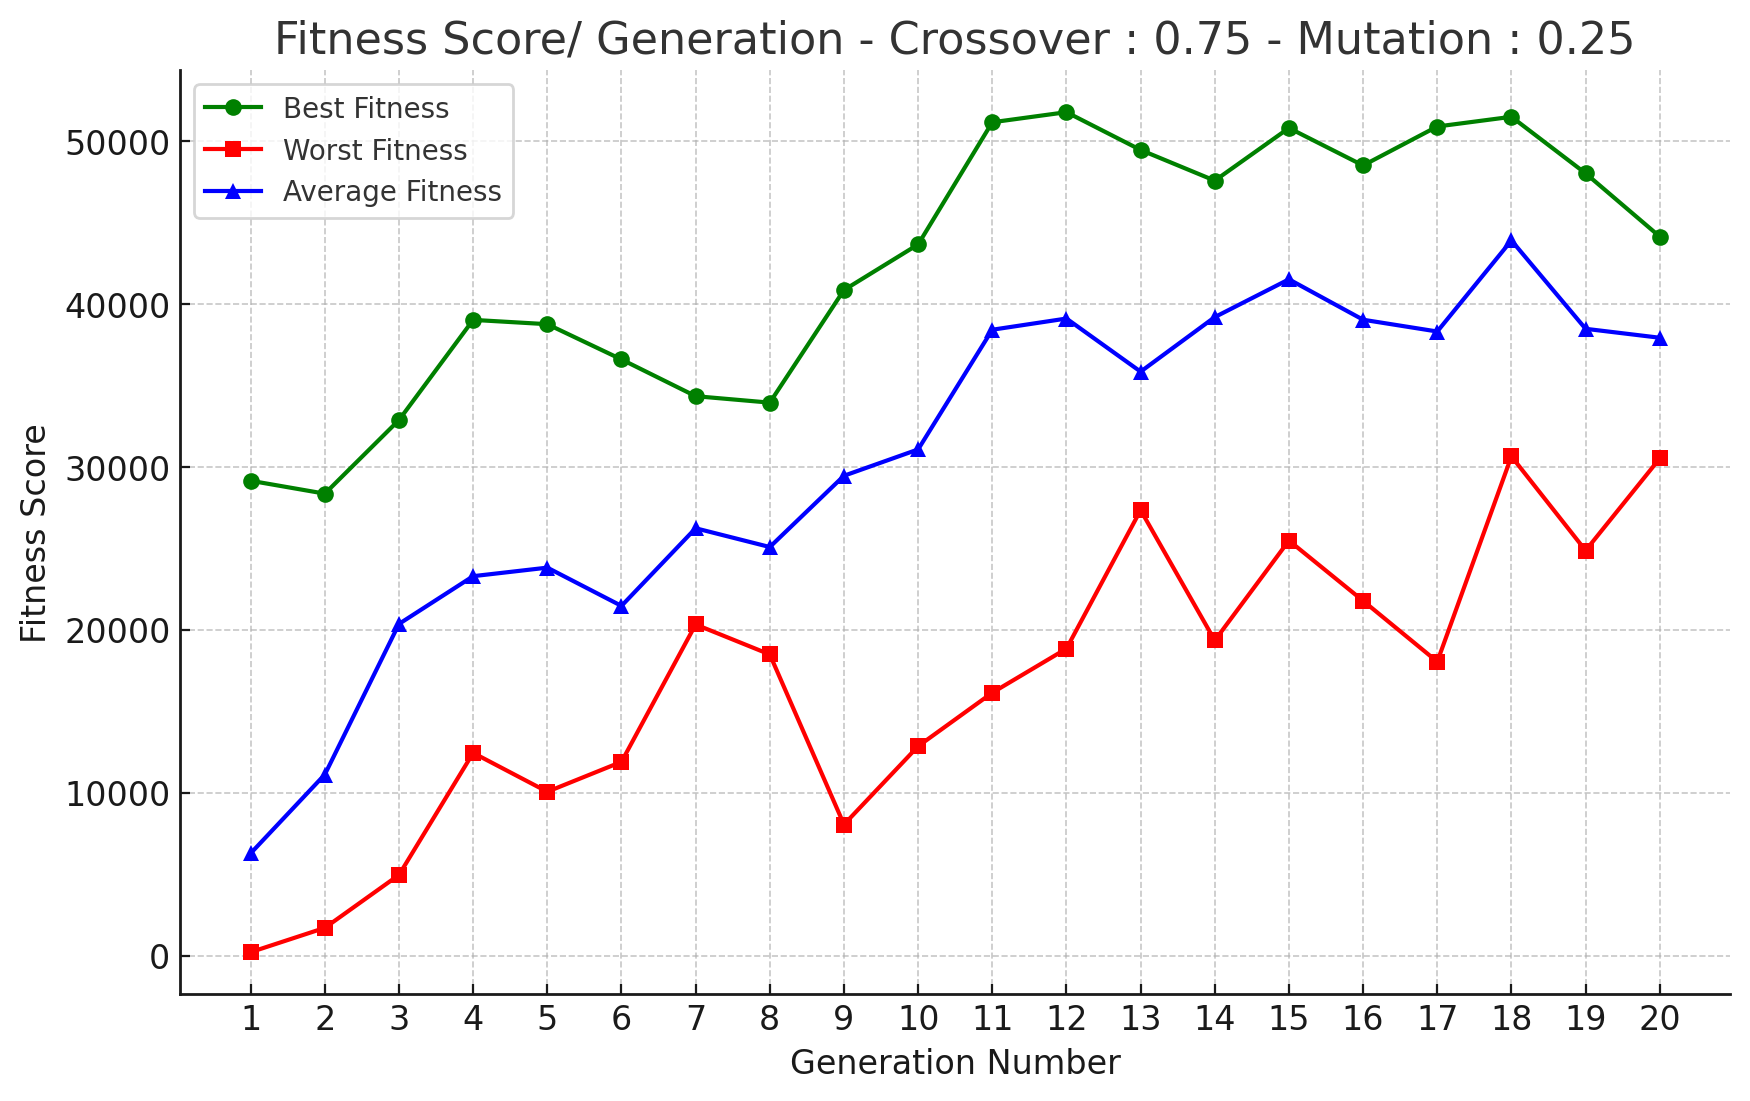 Fitness Score/ Generation - Crossover : 0.75 - Mutation : 0.25
Best Fitness
Worst Fitness
Average Fitness
Fitness Score
50000
40000
30000
20000
10000
0
1 2 3 4 5 6 7 8 9 10 11 12 13 14 15 16 17 18 19 20
Generation Number